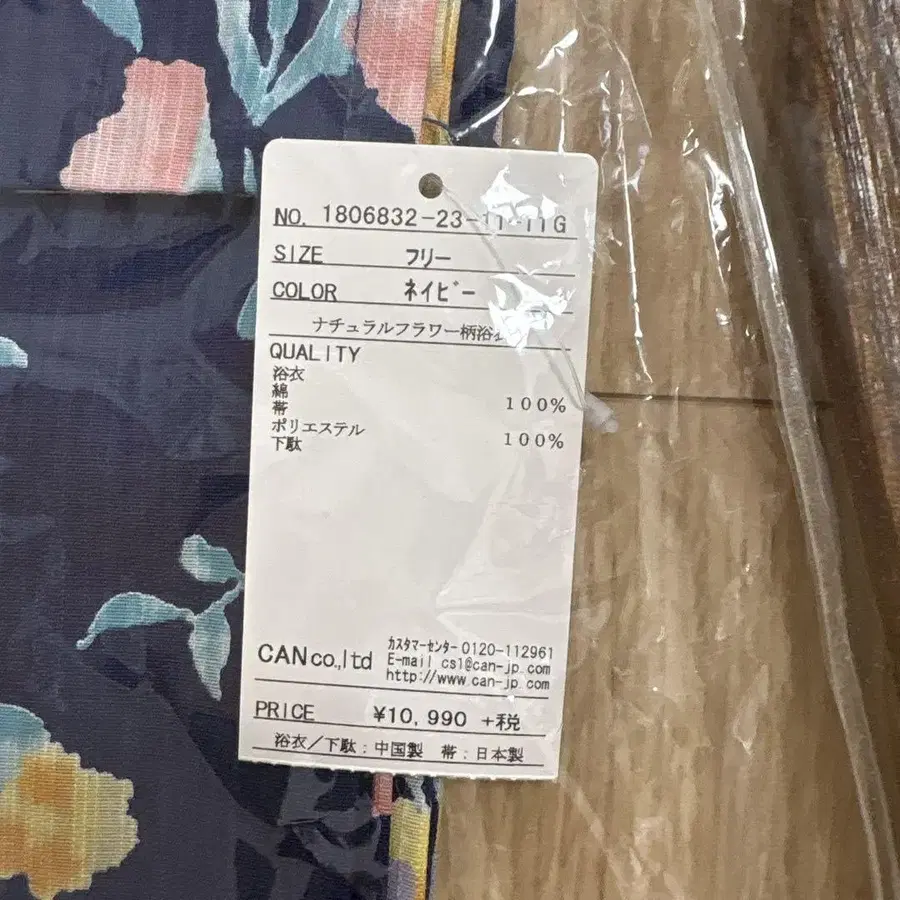 NO. 1806832-23-11-11G
SIZE フリー
COLOR ネイビー
ナチュラルフラワー柄浴衣
QUALITY
浴衣
綿 100%
帯
ポリエステル 100%
下駄
CAN co.,ltd
カスタマーセンター 0120-112961
E-mail cs1@can-jp.com
http://www.can-jp.com
PRICE ¥10,990 +税
浴衣/下駄:中国製 帯:日本製